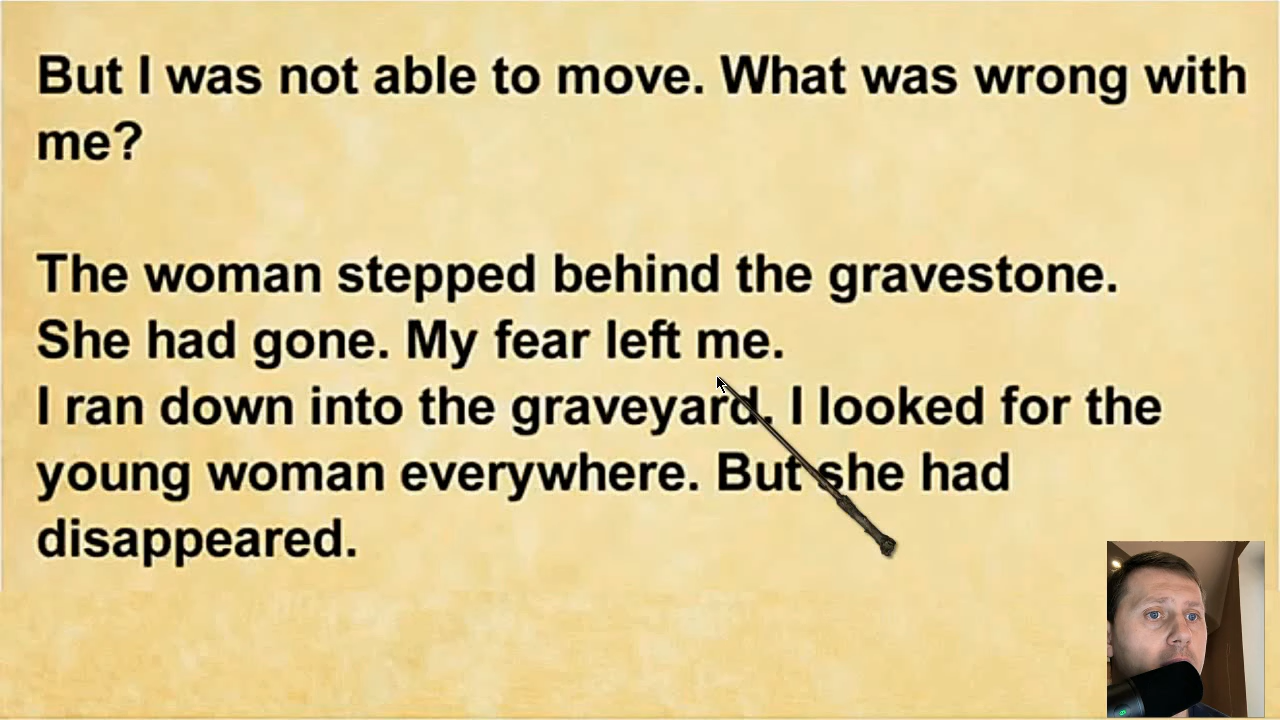 But I was not able to move. What was wrong with
me?
The woman stepped behind the gravestone.
She had gone. My fear left me.
I ran down into the graveyard. I looked for the
young woman everywhere. But she had
disappeared.